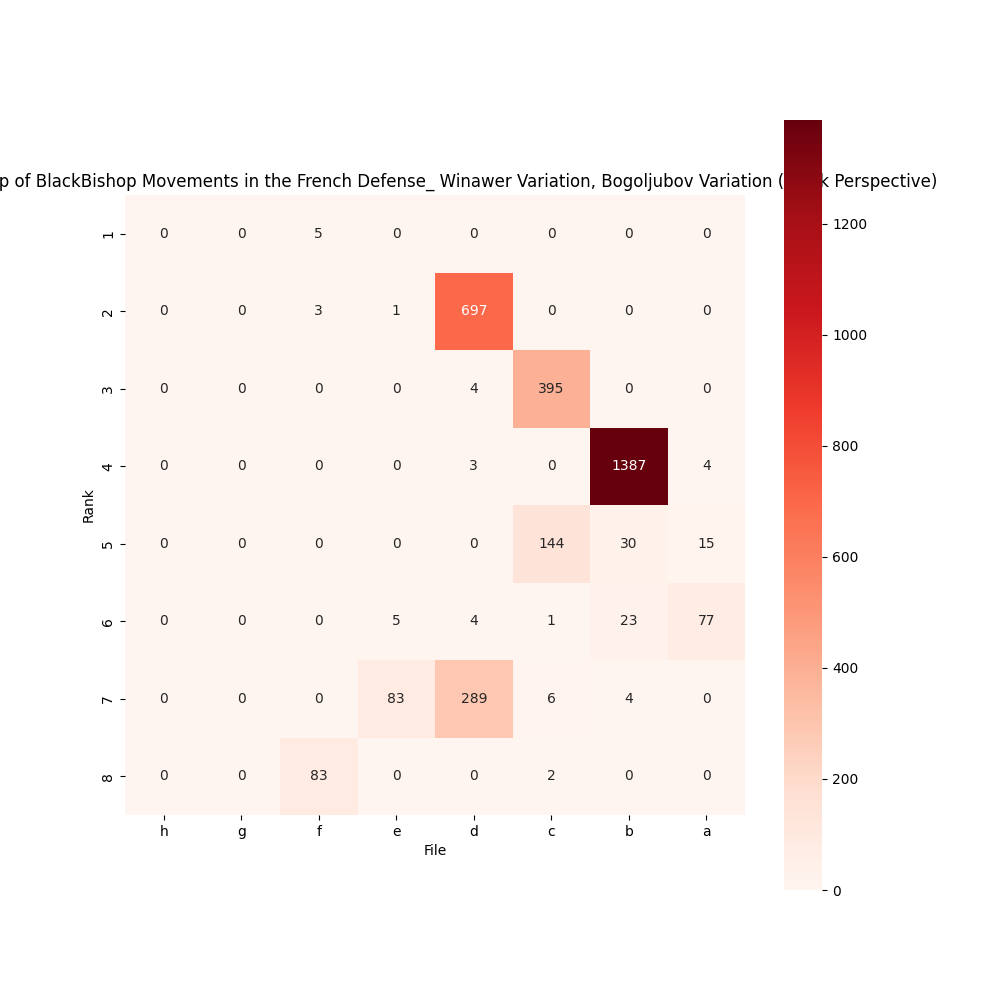 p of BlackBishop Movements in the French Defense_ Winawer Variation, Bogoljubov Variation ( k Perspective)
1 0 0 5 0 0 0 0 0
2 0 0 3 1 697 0 0 0
3 0 0 0 0 4 395 0 0
4 0 0 0 0 3 0 1387 4
5 0 0 0 0 0 144 30 15
6 0 0 0 5 4 1 23 77
7 0 0 0 83 289 6 4 0
8 0 0 83 0 0 2 0 0
h g f e d c b a
File
Rank
1200
1000
800
600
400
200
0